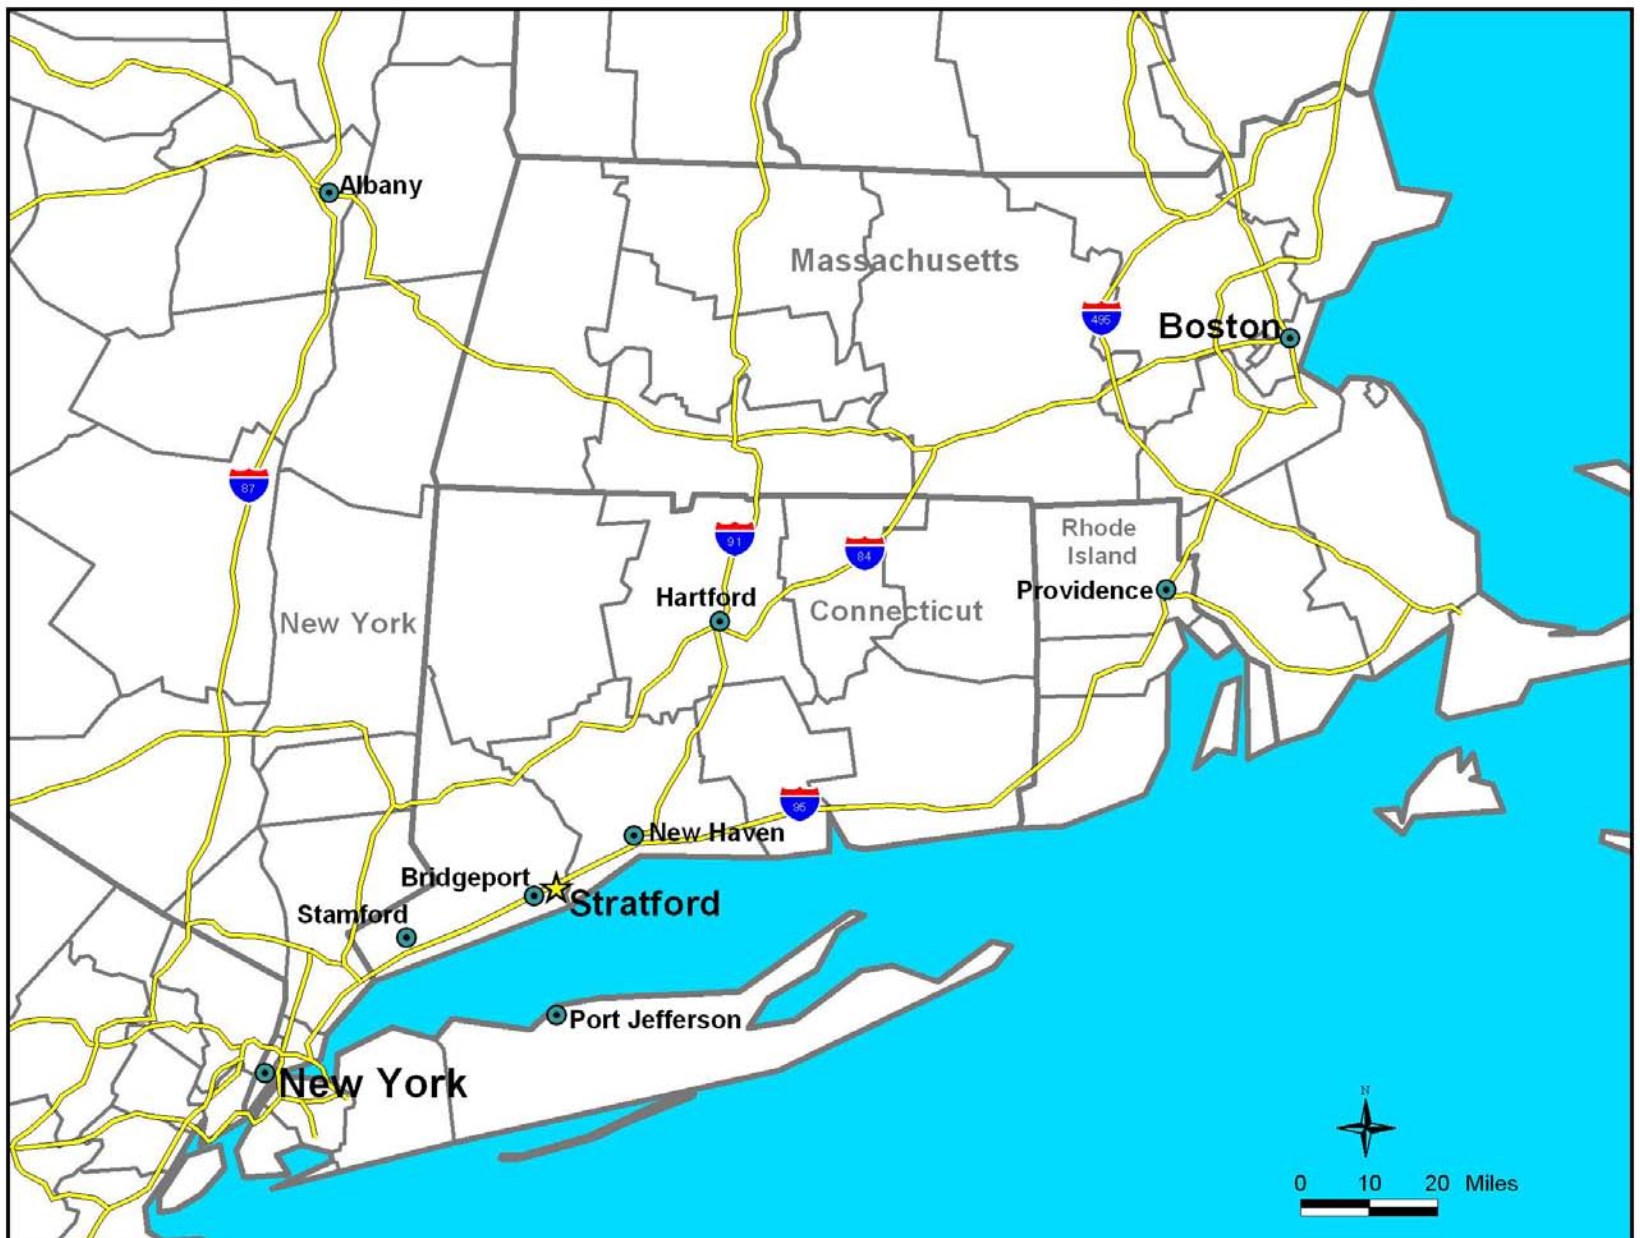 Albany
Massachusetts
495
Boston
87
91
84
Rhode
Island
Hartford
Providence
New York
Connecticut
95
New Haven
Bridgeport
Stratford
Stamford
Port Jefferson
New York
N
0 10 20 Miles